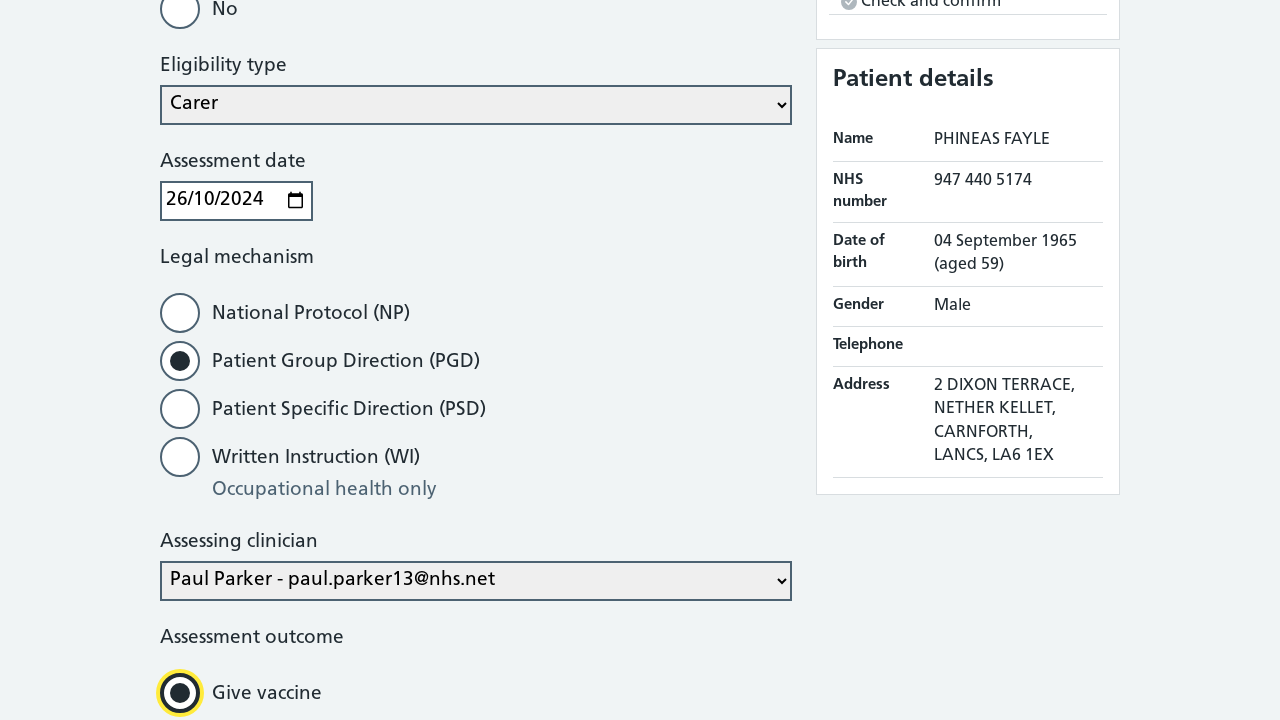 No
Eligibility type
Carer
Assessment date
26/10/2024
Legal mechanism
National Protocol (NP)
Patient Group Direction (PGD)
Patient Specific Direction (PSD)
Written Instruction (WI)
Occupational health only
Assessing clinician
Paul Parker - paul.parker13@nhs.net
Assessment outcome
Give vaccine
Check and confirm
Patient details
Name PHINEAS FAYLE
NHS number 947 440 5174
Date of birth 04 September 1965 (aged 59)
Gender Male
Telephone
Address 2 DIXON TERRACE,
NETHER KELLET,
CARNFORTH,
LANCS, LA6 1EX